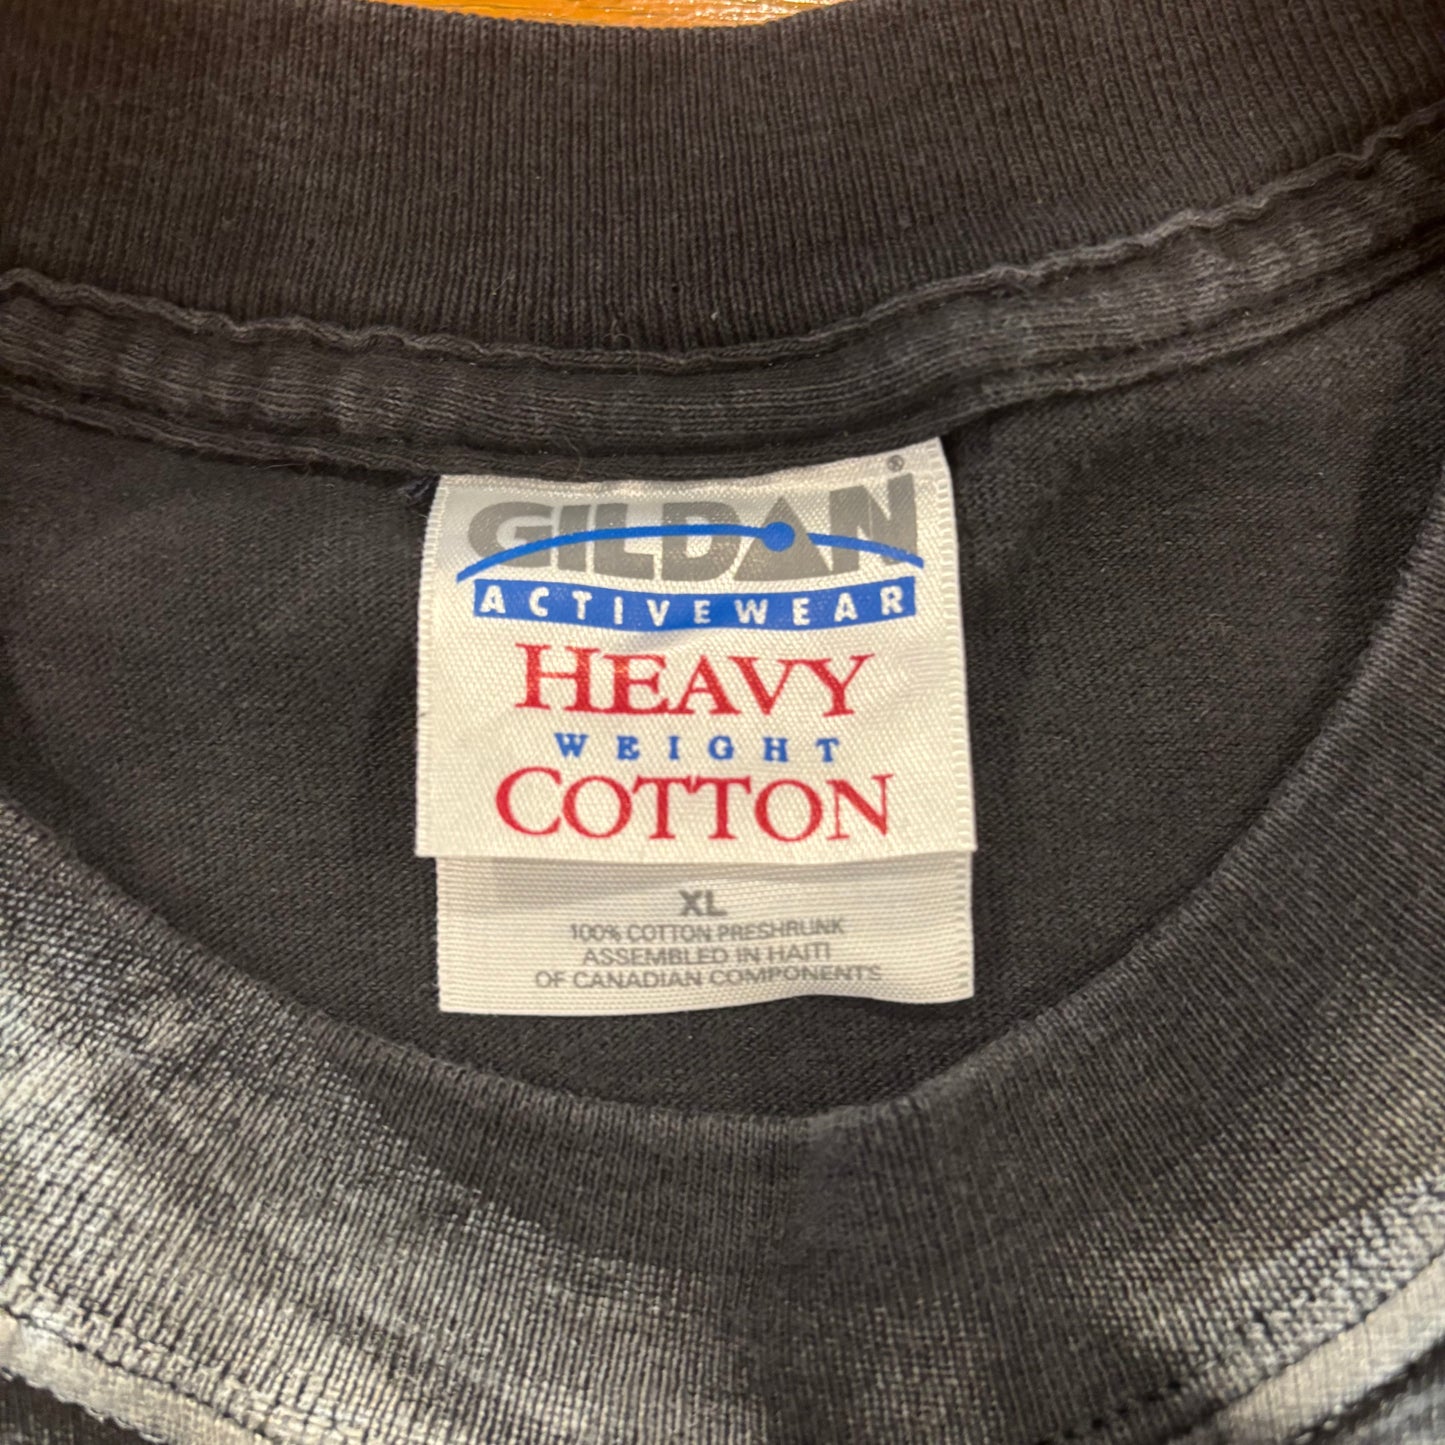 GILDAN®
ACTIVEWEAR
HEAVY
WEIGHT
COTTON
XL
100% COTTON PRESHRUNK
ASSEMBLED IN HAITI
OF CANADIAN COMPONENTS